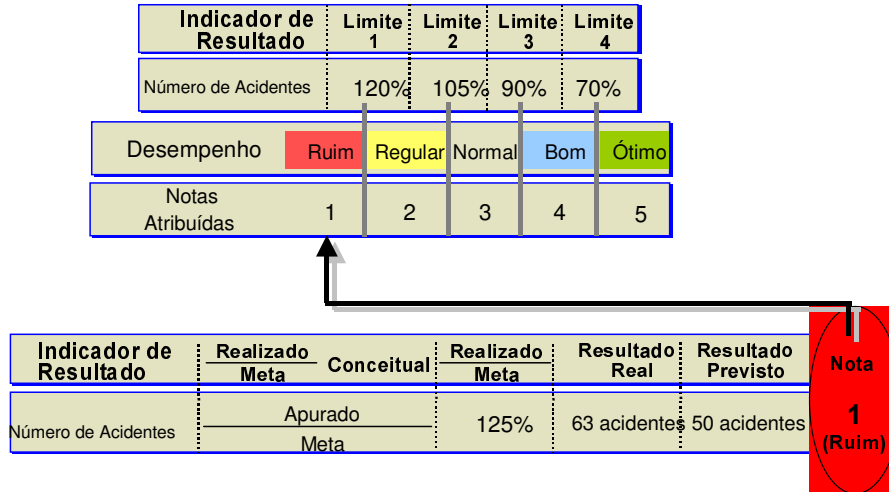 Indicador de Resultado Limite 1 Limite 2 Limite 3 Limite 4
Número de Acidentes 120% 105% 90% 70%
Desempenho Ruim Regular Normal Bom Ótimo
Notas Atribuídas 1 2 3 4 5
Indicador de Resultado Realizado Meta Conceitual Realizado Meta Resultado Real Resultado Previsto Nota
Número de Acidentes Apurado Meta 125% 63 acidentes 50 acidentes 1 (Ruim)